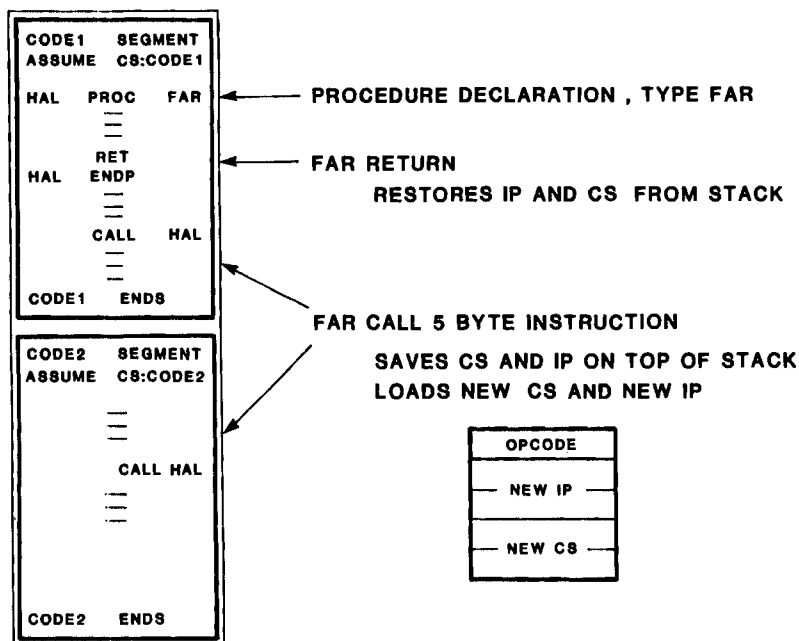 CODE1 SEGMENT
ASSUME CS:CODE1
HAL PROC FAR
RET
HAL ENDP
CALL HAL
CODE1 ENDS
CODE2 SEGMENT
ASSUME CS:CODE2
CALL HAL
CODE2 ENDS
PROCEDURE DECLARATION , TYPE FAR
FAR RETURN
RESTORES IP AND CS FROM STACK
FAR CALL 5 BYTE INSTRUCTION
SAVES CS AND IP ON TOP OF STACK
LOADS NEW CS AND NEW IP
OPCODE
NEW IP
NEW CS